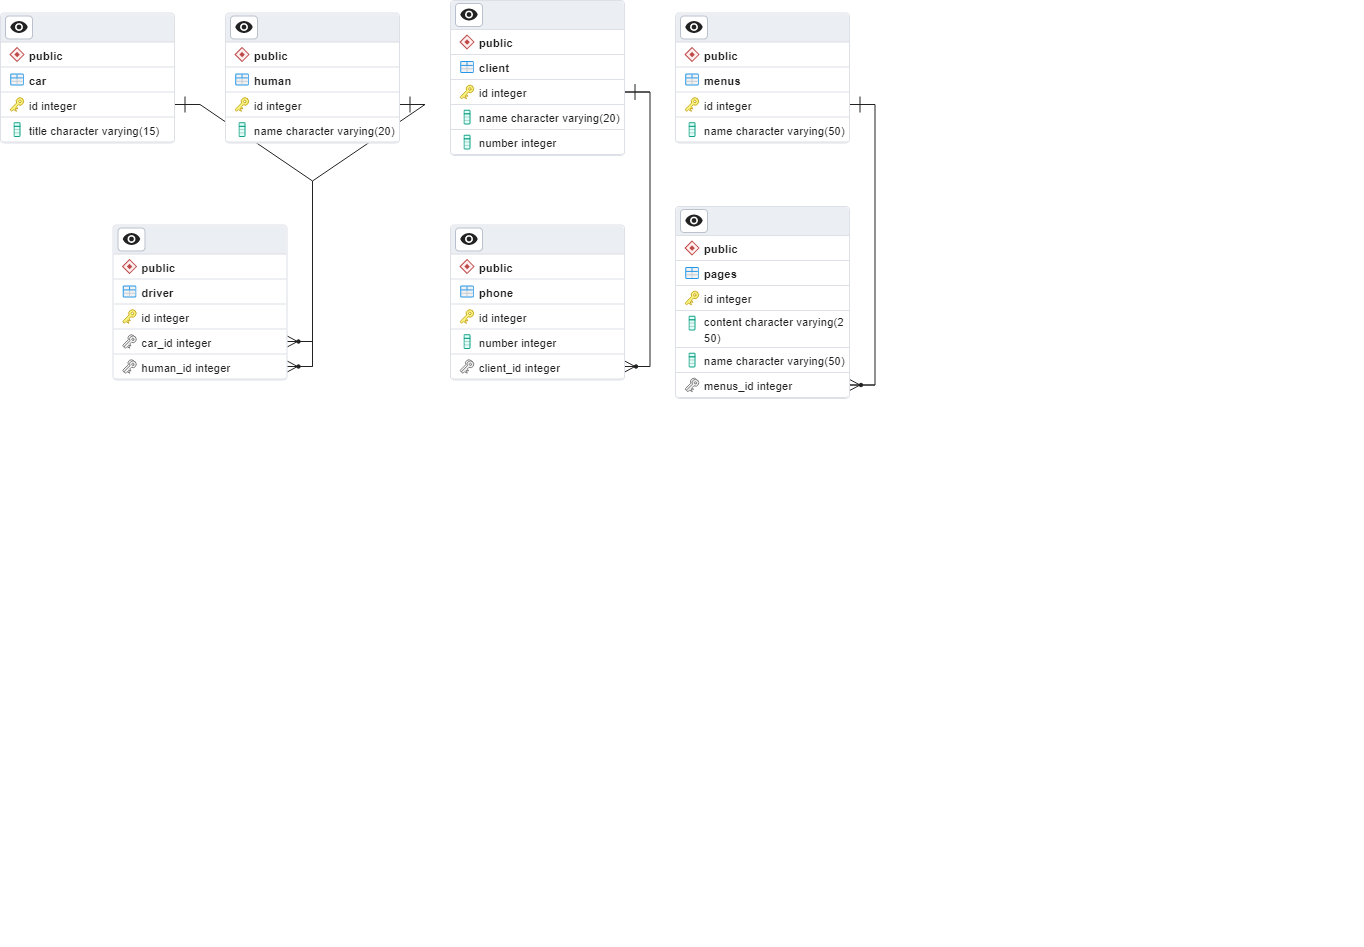 public
car
id integer
title character varying(15)
public
human
id integer
name character varying(20)
public
client
id integer
name character varying(20)
number integer
public
menus
id integer
name character varying(50)
public
driver
id integer
car_id integer
human_id integer
public
phone
id integer
number integer
client_id integer
public
pages
id integer
content character varying(2
50)
name character varying(50)
menus_id integer